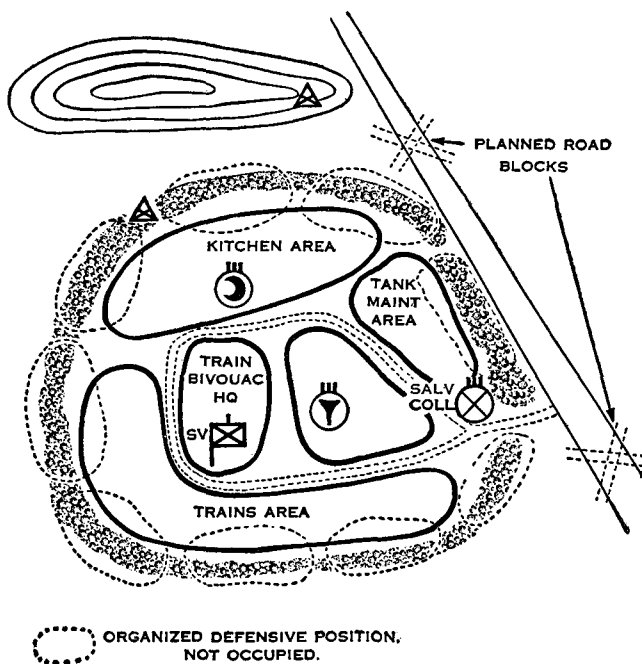 PLANNED ROAD
BLOCKS
KITCHEN AREA
TANK
MAINT
AREA
TRAIN
BIVOUAC
HQ
SV
SALV
COLL
TRAINS AREA
ORGANIZED DEFENSIVE POSITION,
NOT OCCUPIED.